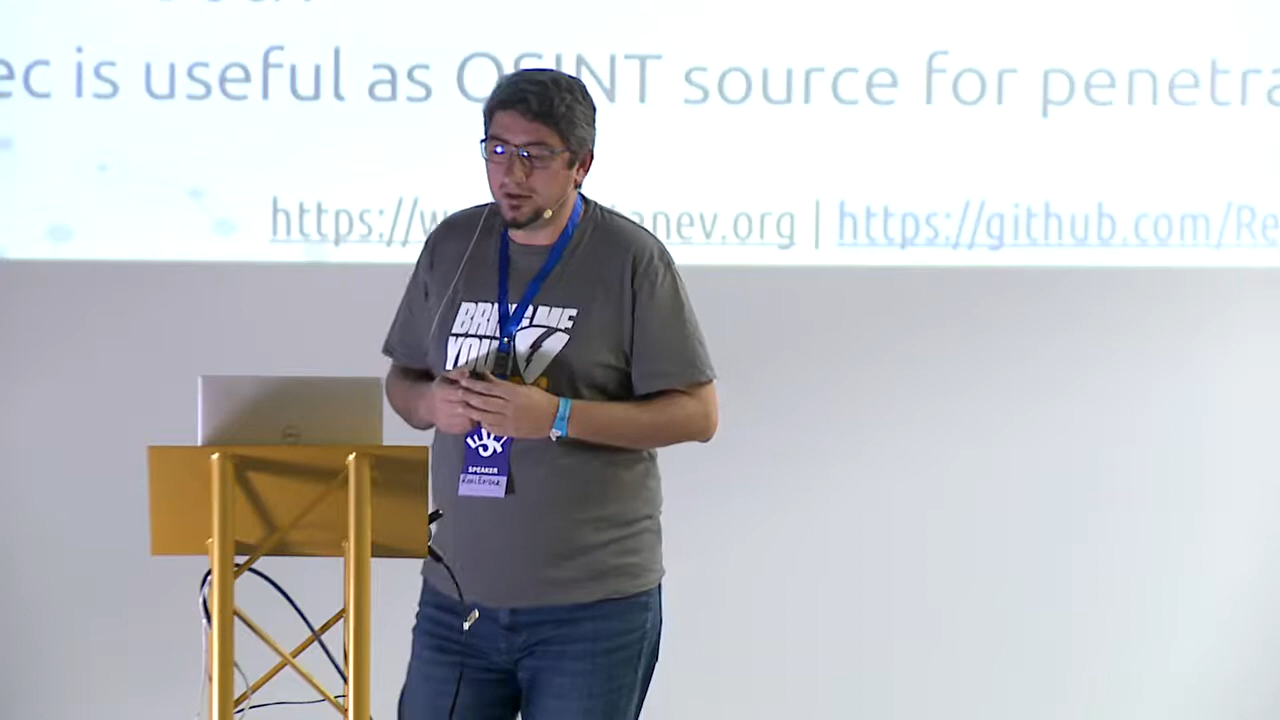 ec is useful as OSINT source for penetra
https://w anev.org | https://github.com/Re
BRING ME
YOU
SPEAKER